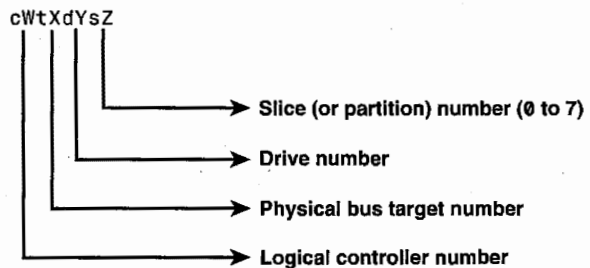 cWtXdYsZ
Slice (or partition) number (0 to 7)
Drive number
Physical bus target number
Logical controller number